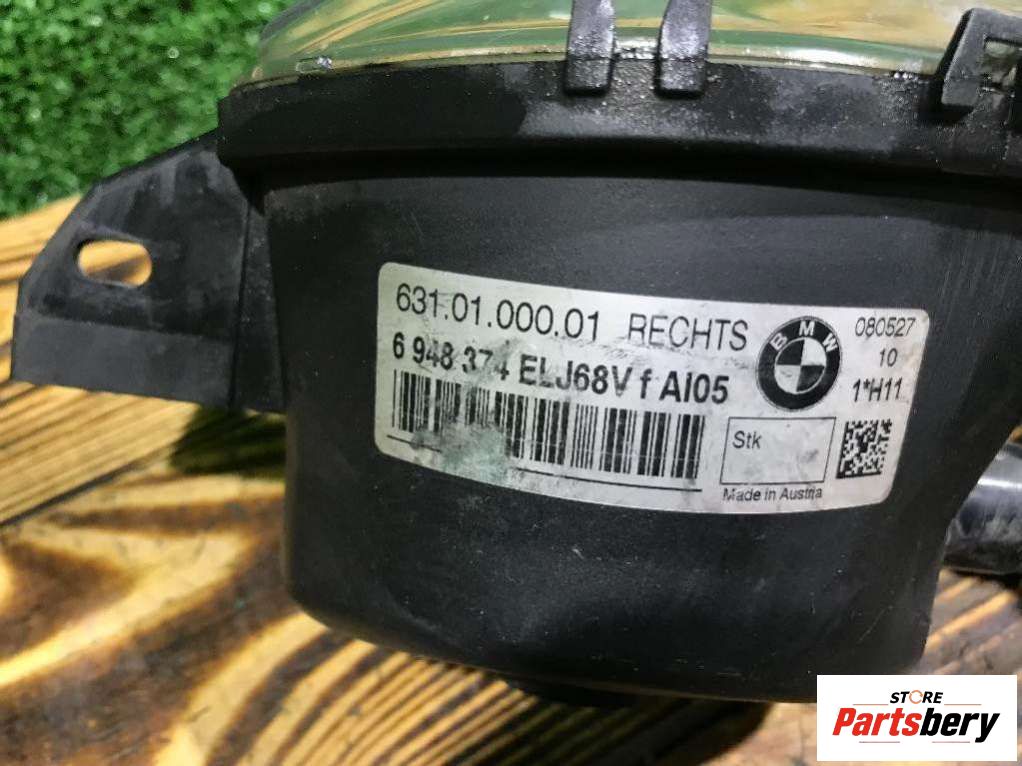 631.01.000.01 RECHTS
6 948 374 ELJ68V f AI05
BMW
080527
10
1*H11
Stk
Made in Austria
STORE
Partsbery